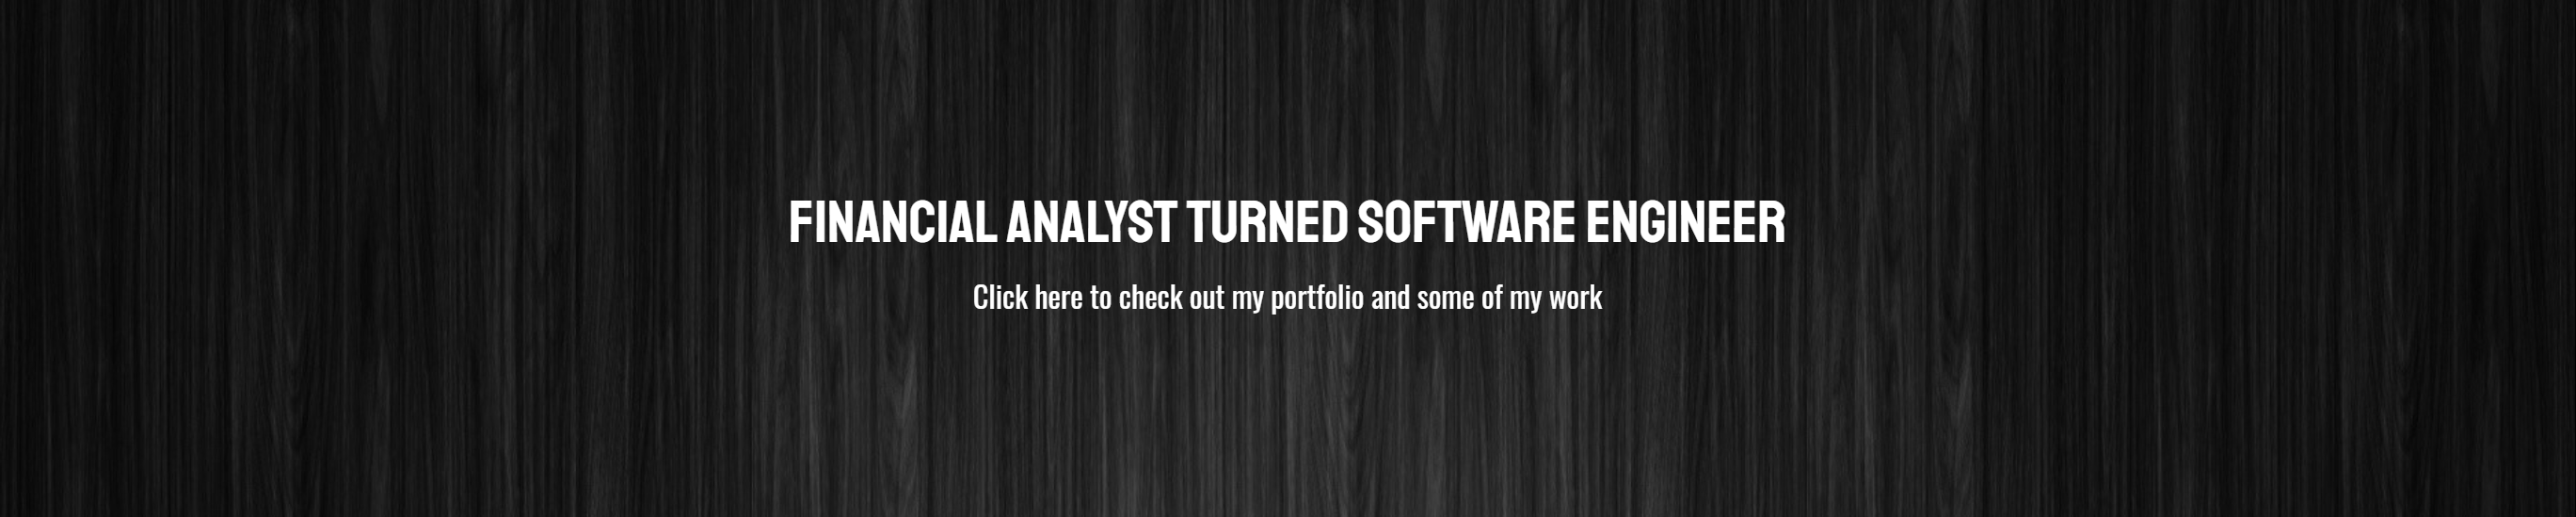 FINANCIAL ANALYST TURNED SOFTWARE ENGINEER
Click here to check out my portfolio and some of my work